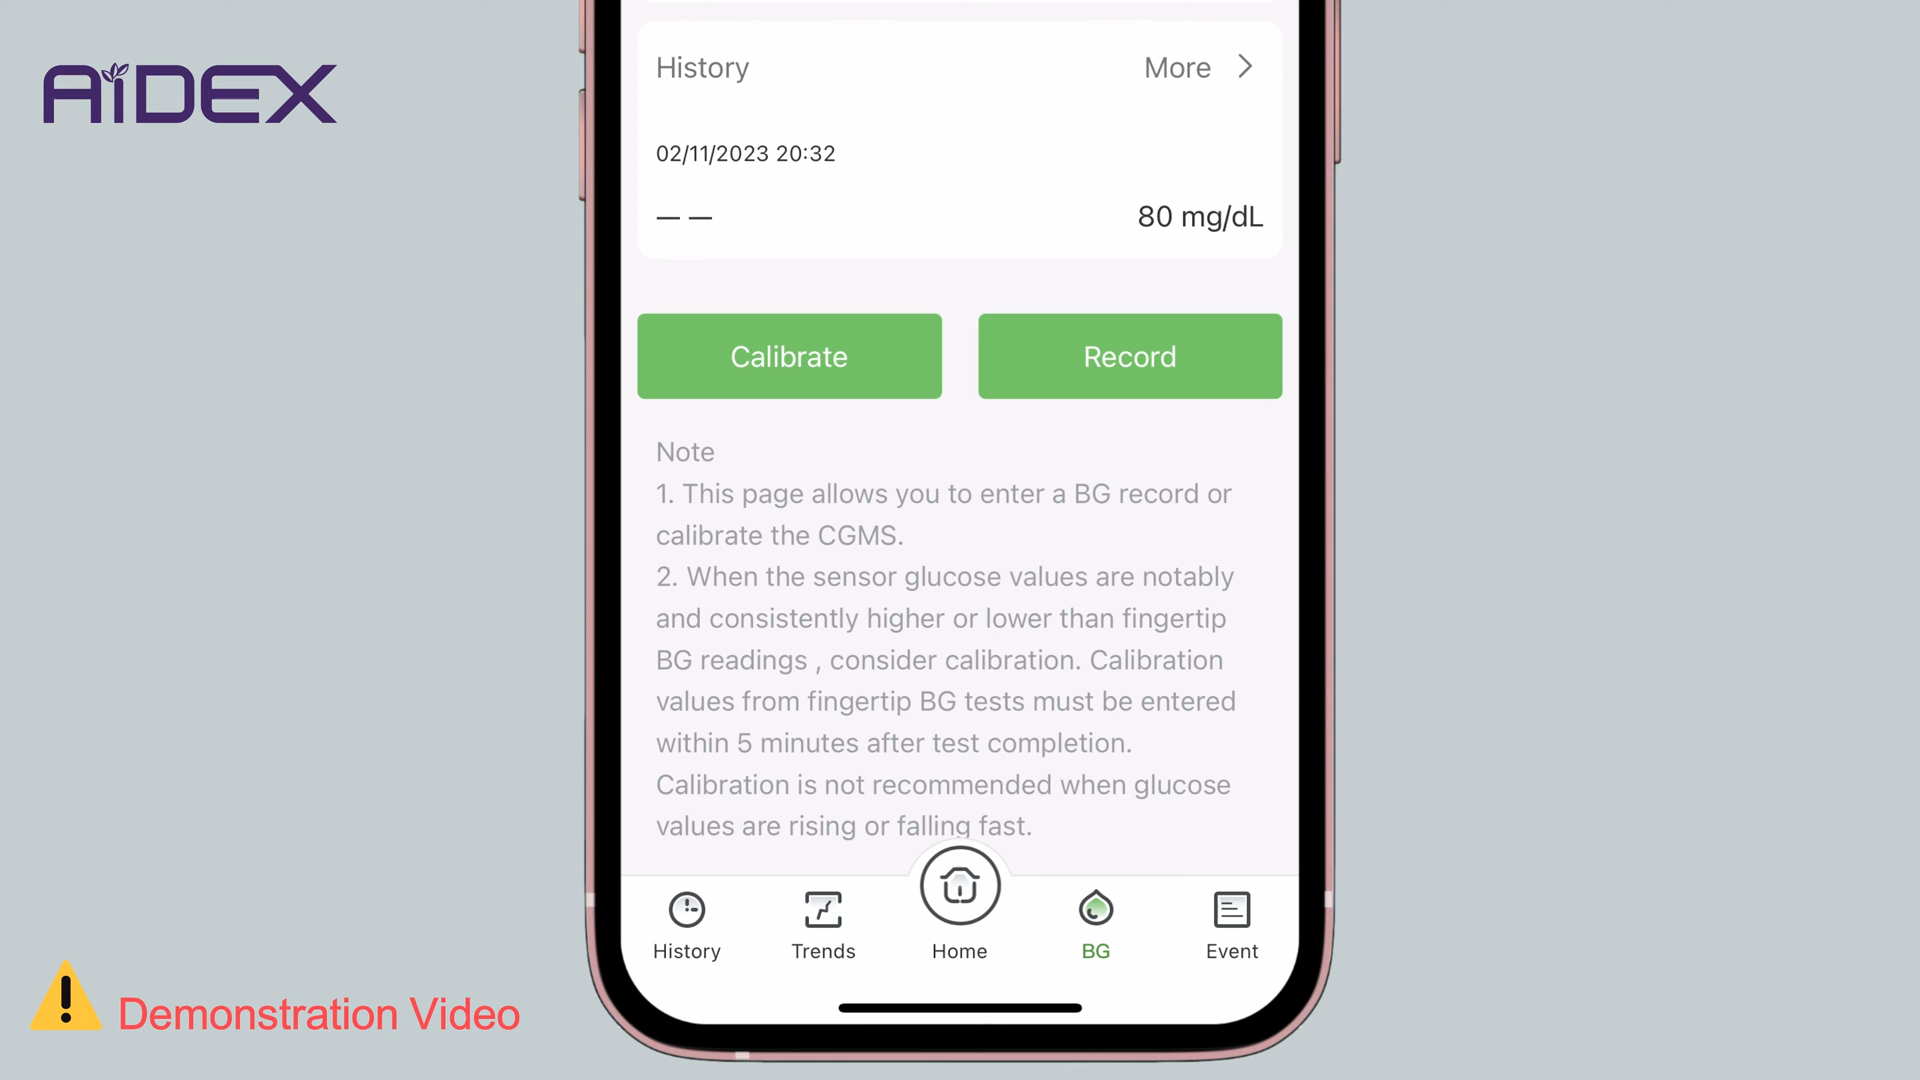 AiDEX
History
More
02/11/2023 20:32
— —
80 mg/dL
Calibrate
Record
Note
1. This page allows you to enter a BG record or
calibrate the CGMS.
2. When the sensor glucose values are notably
and consistently higher or lower than fingertip
BG readings , consider calibration. Calibration
values from fingertip BG tests must be entered
within 5 minutes after test completion.
Calibration is not recommended when glucose
values are rising or falling fast.
History
Trends
Home
BG
Event
Demonstration Video